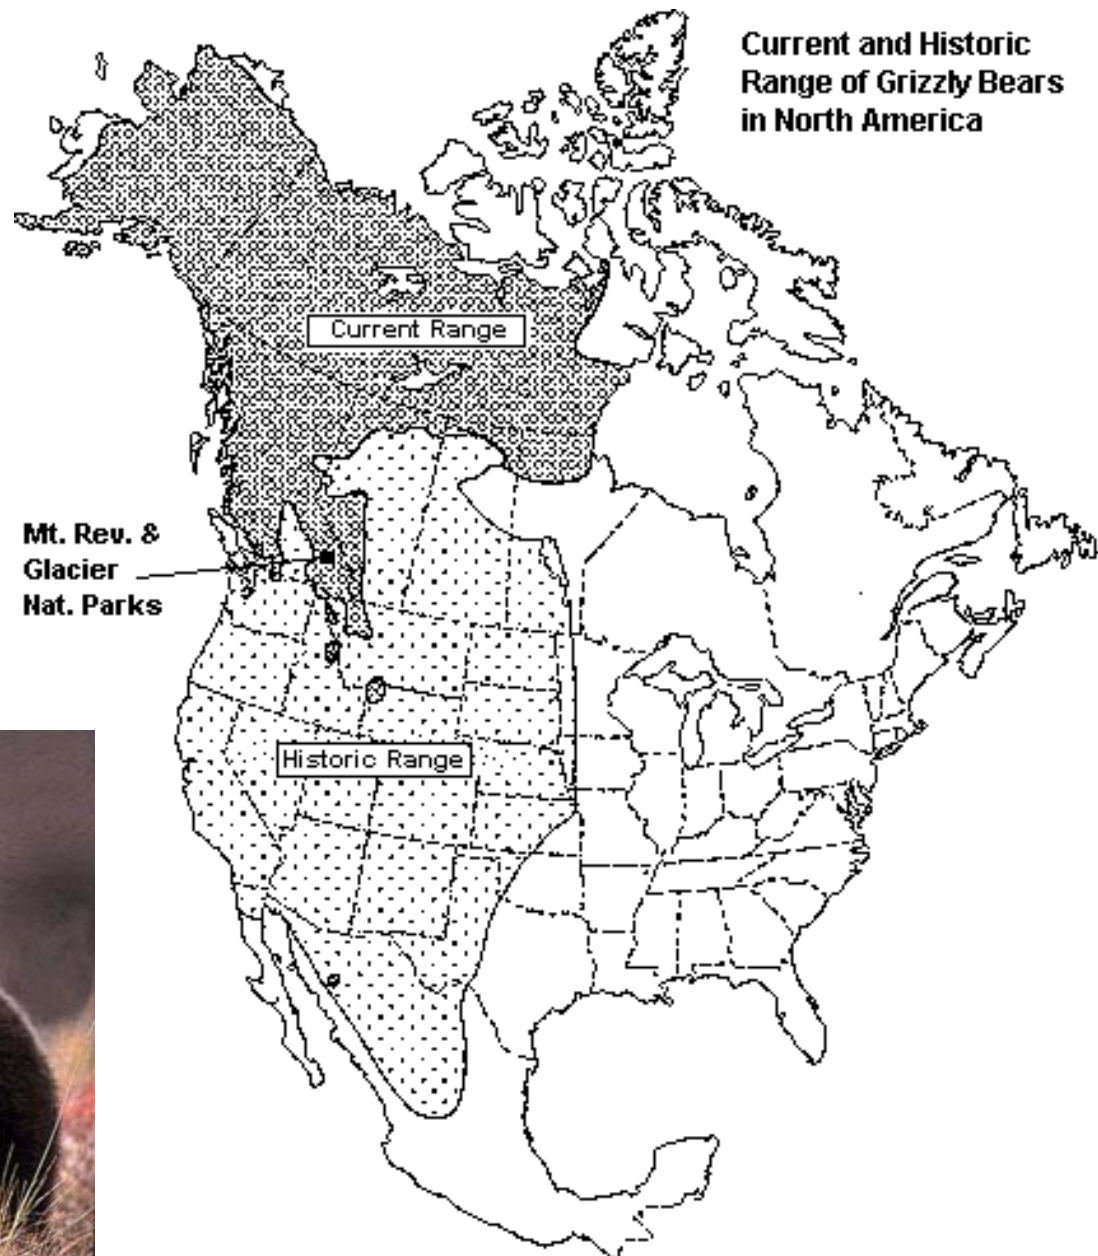 Current and Historic
Range of Grizzly Bears
in North America
Current Range
Mt. Rev. &
Glacier
Nat. Parks
Historic Range